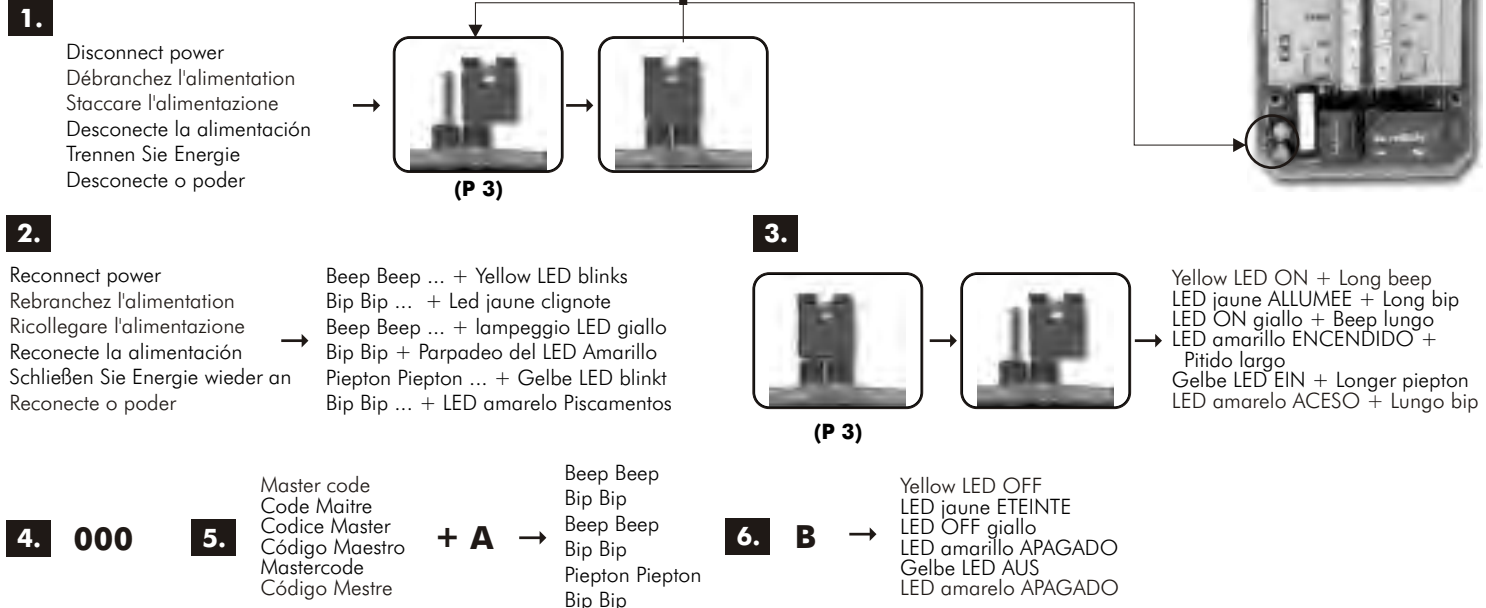 1.
Disconnect power
Débranchez l'alimentation
Staccare l'alimentazione
Desconecte la alimentación
Trennen Sie Energie
Desconecte o poder
→
→
(P 3)
2.
Reconnect power
Rebranchez l'alimentation
Ricollegare l'alimentazione
Reconecte la alimentación
Schließen Sie Energie wieder an
Reconecte o poder
→
Beep Beep ... + Yellow LED blinks
Bip Bip ... + Led jaune clignote
Beep Beep ... + lampeggio LED giallo
Bip Bip + Parpadeo del LED Amarillo
Piepton Piepton ... + Gelbe LED blinkt
Bip Bip ... + LED amarelo Piscamentos
3.
→
→
(P 3)
Yellow LED ON + Long beep
LED jaune ALLUMEE + Long bip
LED ON giallo + Beep lungo
LED amarillo ENCENDIDO +
Pitido largo
Gelbe LED EIN + Longer piepton
LED amarelo ACESO + Lungo bip
4.
000
5.
Master code
Code Maitre
Codice Master
Código Maestro
Mastercode
Código Mestre
+ A →
Beep Beep
Bip Bip
Beep Beep
Bip Bip
Piepton Piepton
Bip Bip
6.
B →
Yellow LED OFF
LED jaune ETEINTE
LED OFF giallo
LED amarillo APAGADO
Gelbe LED AUS
LED amarelo APAGADO